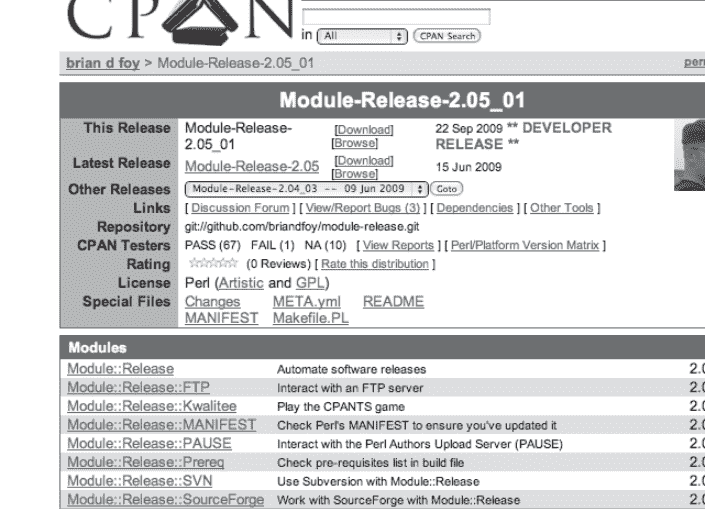 CPAN
in All CPAN Search
brian d foy > Module-Release-2.05_01
Module-Release-2.05_01
This Release Module-Release-2.05_01 [Download] [Browse] 22 Sep 2009 ** DEVELOPER RELEASE **
Latest Release Module-Release-2.05 [Download] [Browse] 15 Jun 2009
Other Releases Module-Release-2.04_03 -- 09 Jun 2009 Goto
Links [ Discussion Forum ] [ View/Report Bugs (3) ] [ Dependencies ] [ Other Tools ]
Repository git://github.com/briandfoy/module-release.git
CPAN Testers PASS (67) FAIL (1) NA (10) [ View Reports ] [ Perl/Platform Version Matrix ]
Rating ☆☆☆☆☆ (0 Reviews) [ Rate this distribution ]
License Perl (Artistic and GPL)
Special Files Changes META.yml README
MANIFEST Makefile.PL
Modules
Module::Release Automate software releases
Module::Release::FTP Interact with an FTP server
Module::Release::Kwalitee Play the CPANTS game
Module::Release::MANIFEST Check Perl's MANIFEST to ensure you've updated it
Module::Release::PAUSE Interact with the Perl Authors Upload Server (PAUSE)
Module::Release::Prereq Check pre-requisites list in build file
Module::Release::SVN Use Subversion with Module::Release
Module::Release::SourceForge Work with SourceForge with Module::Release